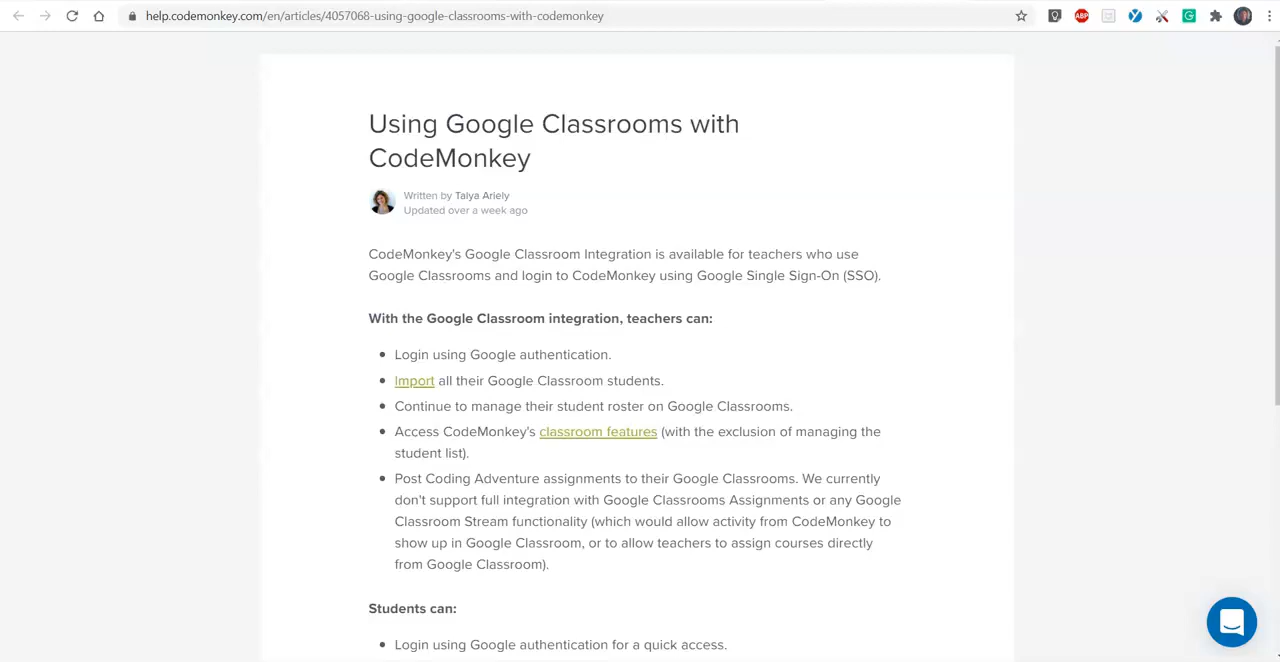 help.codemonkey.com/en/articles/4057068-using-google-classrooms-with-codemonkey
ABP
Using Google Classrooms with
CodeMonkey
Written by Taiya Ariely
Updated over a week ago
CodeMonkey's Google Classroom Integration is available for teachers who use
Google Classrooms and login to CodeMonkey using Google Single Sign-On (SSO).
With the Google Classroom integration, teachers can:
Login using Google authentication.
Import all their Google Classroom students.
Continue to manage their student roster on Google Classrooms.
Access CodeMonkey's classroom features (with the exclusion of managing the
student list).
Post Coding Adventure assignments to their Google Classrooms. We currently
don't support full integration with Google Classrooms Assignments or any Google
Classroom Stream functionality (which would allow activity from CodeMonkey to
show up in Google Classroom, or to allow teachers to assign courses directly
from Google Classroom).
Students can:
Login using Google authentication for a quick access.